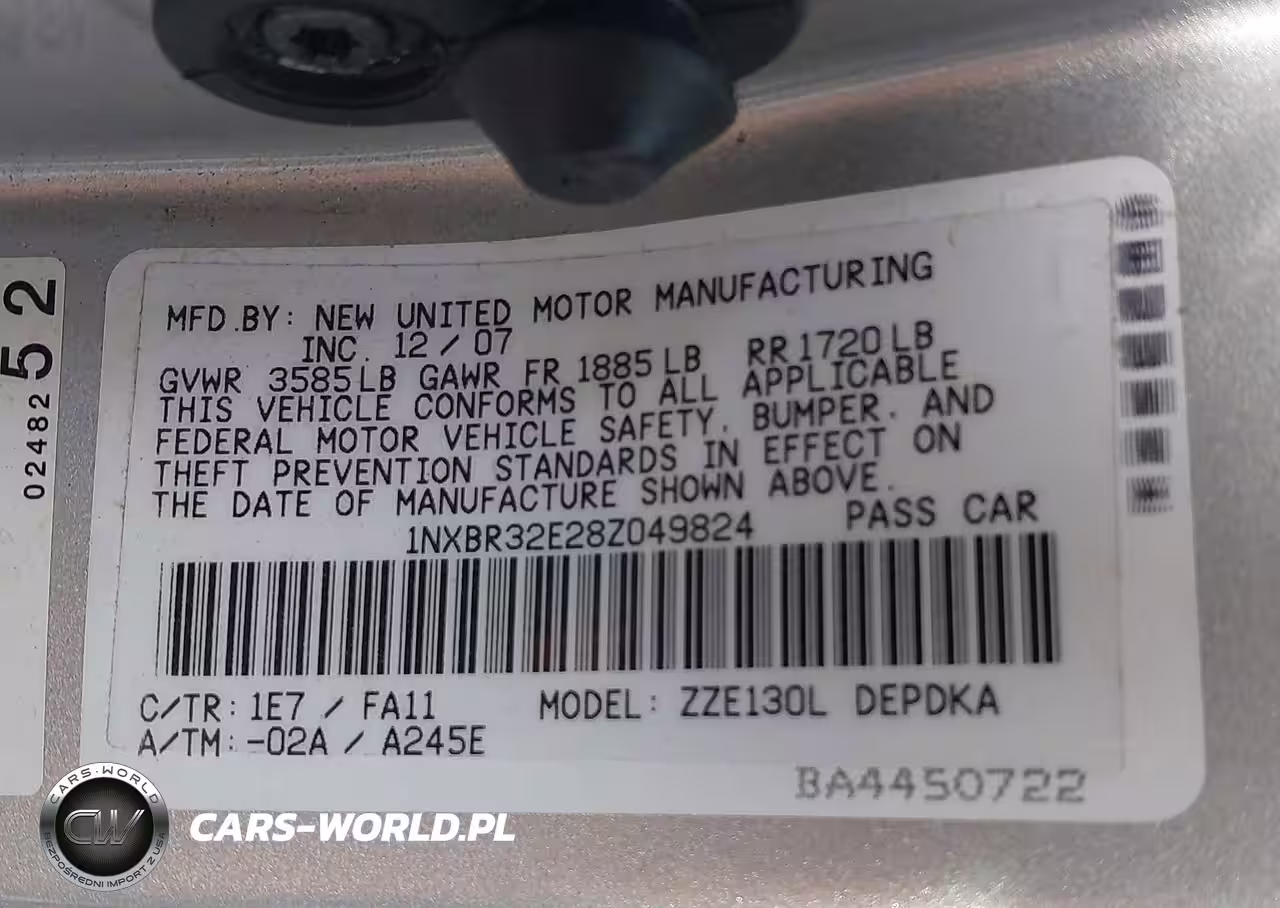 MFD.BY: NEW UNITED MOTOR MANUFACTURING
INC. 12/07
GVWR 3585LB GAWR FR 1885LB RR1720LB
THIS VEHICLE CONFORMS TO ALL APPLICABLE
FEDERAL MOTOR VEHICLE SAFETY, BUMPER, AND
THEFT PREVENTION STANDARDS IN EFFECT ON
THE DATE OF MANUFACTURE SHOWN ABOVE.
1NXBR32E28Z049824 PASS CAR
C/TR: 1E7 / FA11 MODEL: ZZE130L DEPDKA
A/TM: -02A / A245E
BA4450722
02482 52
CARS-WORLD
CW
BEZPOŚREDNI IMPORT Z USA
CARS-WORLD.PL